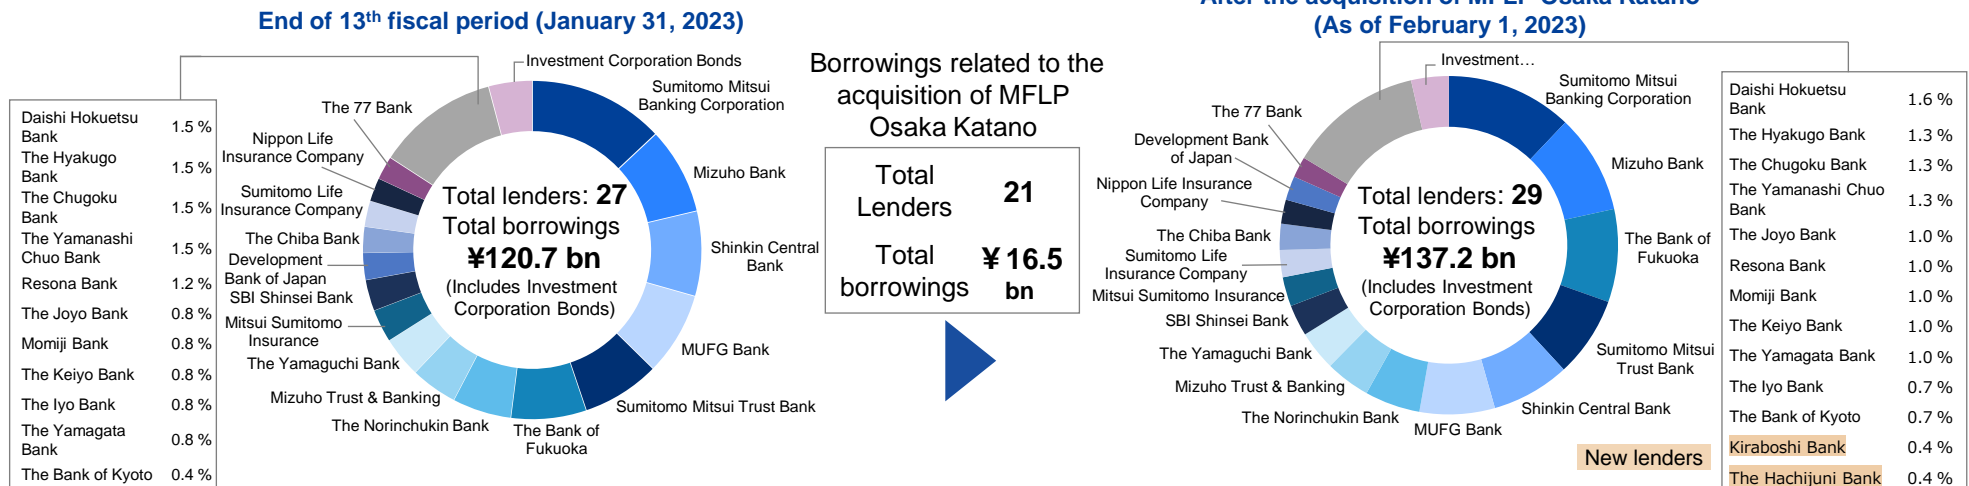 End of 13th fiscal period (January 31, 2023)
Daishi Hokuetsu
Bank
1.5 %
The Hyakugo
Bank
1.5 %
The Chugoku
Bank
1.5 %
The Yamanashi
Chuo Bank
1.5 %
Resona Bank 1.2 %
The Joyo Bank 0.8 %
Momiji Bank 0.8 %
The Keiyo Bank 0.8 %
The Iyo Bank 0.8 %
The Yamagata
Bank
0.8 %
The Bank of Kyoto 0.4 %
Investment Corporation Bonds
Sumitomo Mitsui
Banking Corporation
Mizuho Bank
Shinkin Central
Bank
MUFG Bank
Sumitomo Mitsui Trust Bank
The Bank of
Fukuoka
The Norinchukin Bank
Mizuho Trust & Banking
The Yamaguchi Bank
Mitsui Sumitomo
Insurance
SBI Shinsei Bank
Development
Bank of Japan
The Chiba Bank
Sumitomo Life
Insurance Company
Nippon Life
Insurance Company
The 77 Bank
Total lenders: 27
Total borrowings
¥120.7 bn
(Includes Investment
Corporation Bonds)
Borrowings related to the
acquisition of MFLP
Osaka Katano
Total
Lenders
21
Total
borrowings
¥ 16.5
bn
After the acquisition of MFLP Osaka Katano
(As of February 1, 2023)
Investment...
Sumitomo Mitsui
Banking Corporation
Mizuho Bank
The Bank of
Fukuoka
Sumitomo Mitsui
Trust Bank
Shinkin Central Bank
MUFG Bank
The Norinchukin Bank
Mizuho Trust & Banking
The Yamaguchi Bank
SBI Shinsei Bank
Mitsui Sumitomo Insurance
Sumitomo Life
Insurance Company
The Chiba Bank
Nippon Life Insurance
Company
Development Bank
of Japan
The 77 Bank
Total lenders: 29
Total borrowings
¥137.2 bn
(Includes Investment
Corporation Bonds)
New lenders
Daishi Hokuetsu
Bank
1.6 %
The Hyakugo Bank 1.3 %
The Chugoku Bank 1.3 %
The Yamanashi Chuo
Bank
1.3 %
The Joyo Bank 1.0 %
Resona Bank 1.0 %
Momiji Bank 1.0 %
The Keiyo Bank 1.0 %
The Yamagata Bank 1.0 %
The Iyo Bank 0.7 %
The Bank of Kyoto 0.7 %
Kiraboshi Bank 0.4 %
The Hachijuni Bank 0.4 %